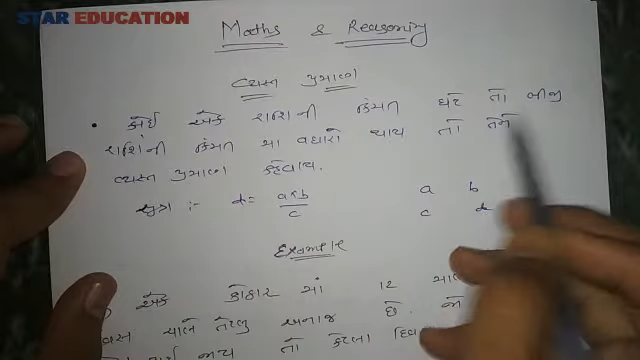 STAR EDUCATION
Maths & Reasoning
વ્યસ્ત પ્રમાણ
• કોઈ એક રાશિની કિંમત ઘટે તો બીજી
રાશિની કિંમત મા વધારો થાય તો તેને
વ્યસ્ત પ્રમાણ કહેવાય.
સુત્ર :- d = a×b
c
a b
c d
Example
એક કોઠાર માં 12
ચાલે તેટલુ અનાજ છે. જો
જાય તો કેટલા